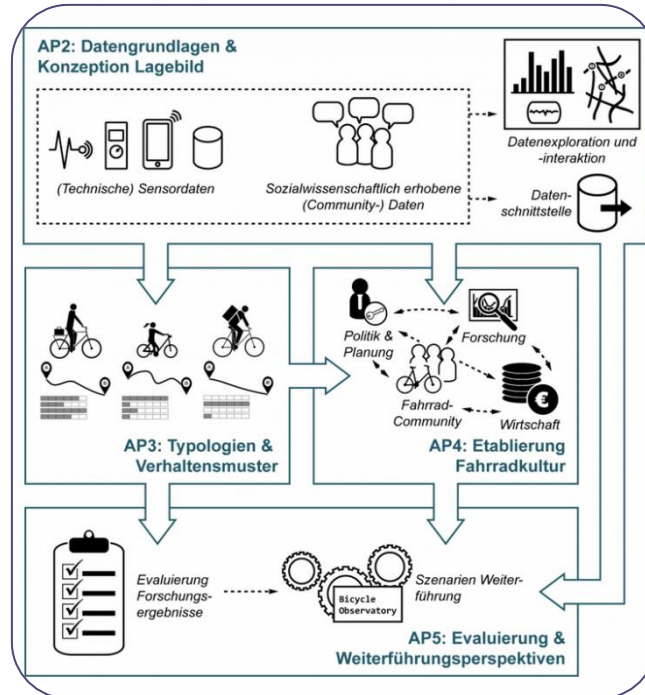 AP2: Datengrundlagen &
Konzeption Lagebild
(Technische) Sensordaten
Sozialwissenschaftlich erhobene
(Community-) Daten
Datenexploration und
-interaktion
Daten-
schnittstelle
AP3: Typologien &
Verhaltensmuster
Politik &
Planung
Forschung
Fahrrad-
Community
€
Wirtschaft
AP4: Etablierung
Fahrradkultur
Evaluierung
Forschungs-
ergebnisse
Bicycle
Observatory
Szenarien Weiter-
führung
AP5: Evaluierung &
Weiterführungsperspektiven